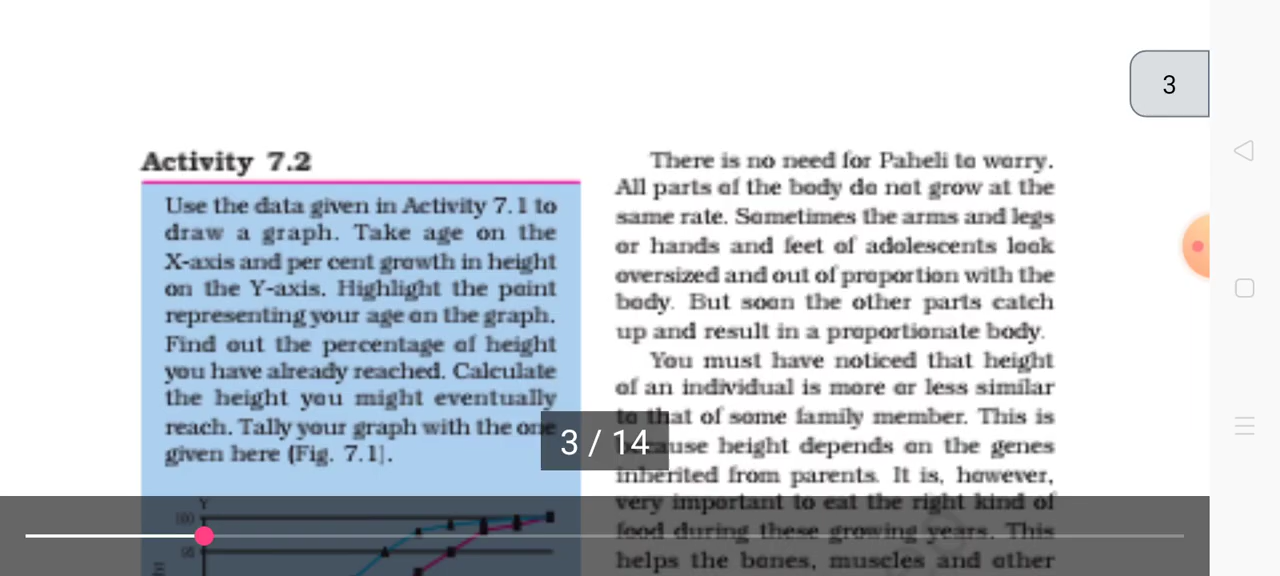 3
Activity 7.2
Use the data given in Activity 7.1 to
draw a graph. Take age on the
X-axis and per cent growth in height
on the Y-axis. Highlight the point
representing your age on the graph.
Find out the percentage of height
you have already reached. Calculate
the height you might eventually
reach. Tally your graph with the one
given here (Fig. 7.1).
Y
100
95
There is no need for Paheli to worry.
All parts of the body do not grow at the
same rate. Sometimes the arms and legs
or hands and feet of adolescents look
oversized and out of proportion with the
body. But soon the other parts catch
up and result in a proportionate body.
You must have noticed that height
of an individual is more or less similar
to that of some family member. This is
because height depends on the genes
inherited from parents. It is, however,
very important to eat the right kind of
food during these growing years. This
helps the bones, muscles and other
3 / 14